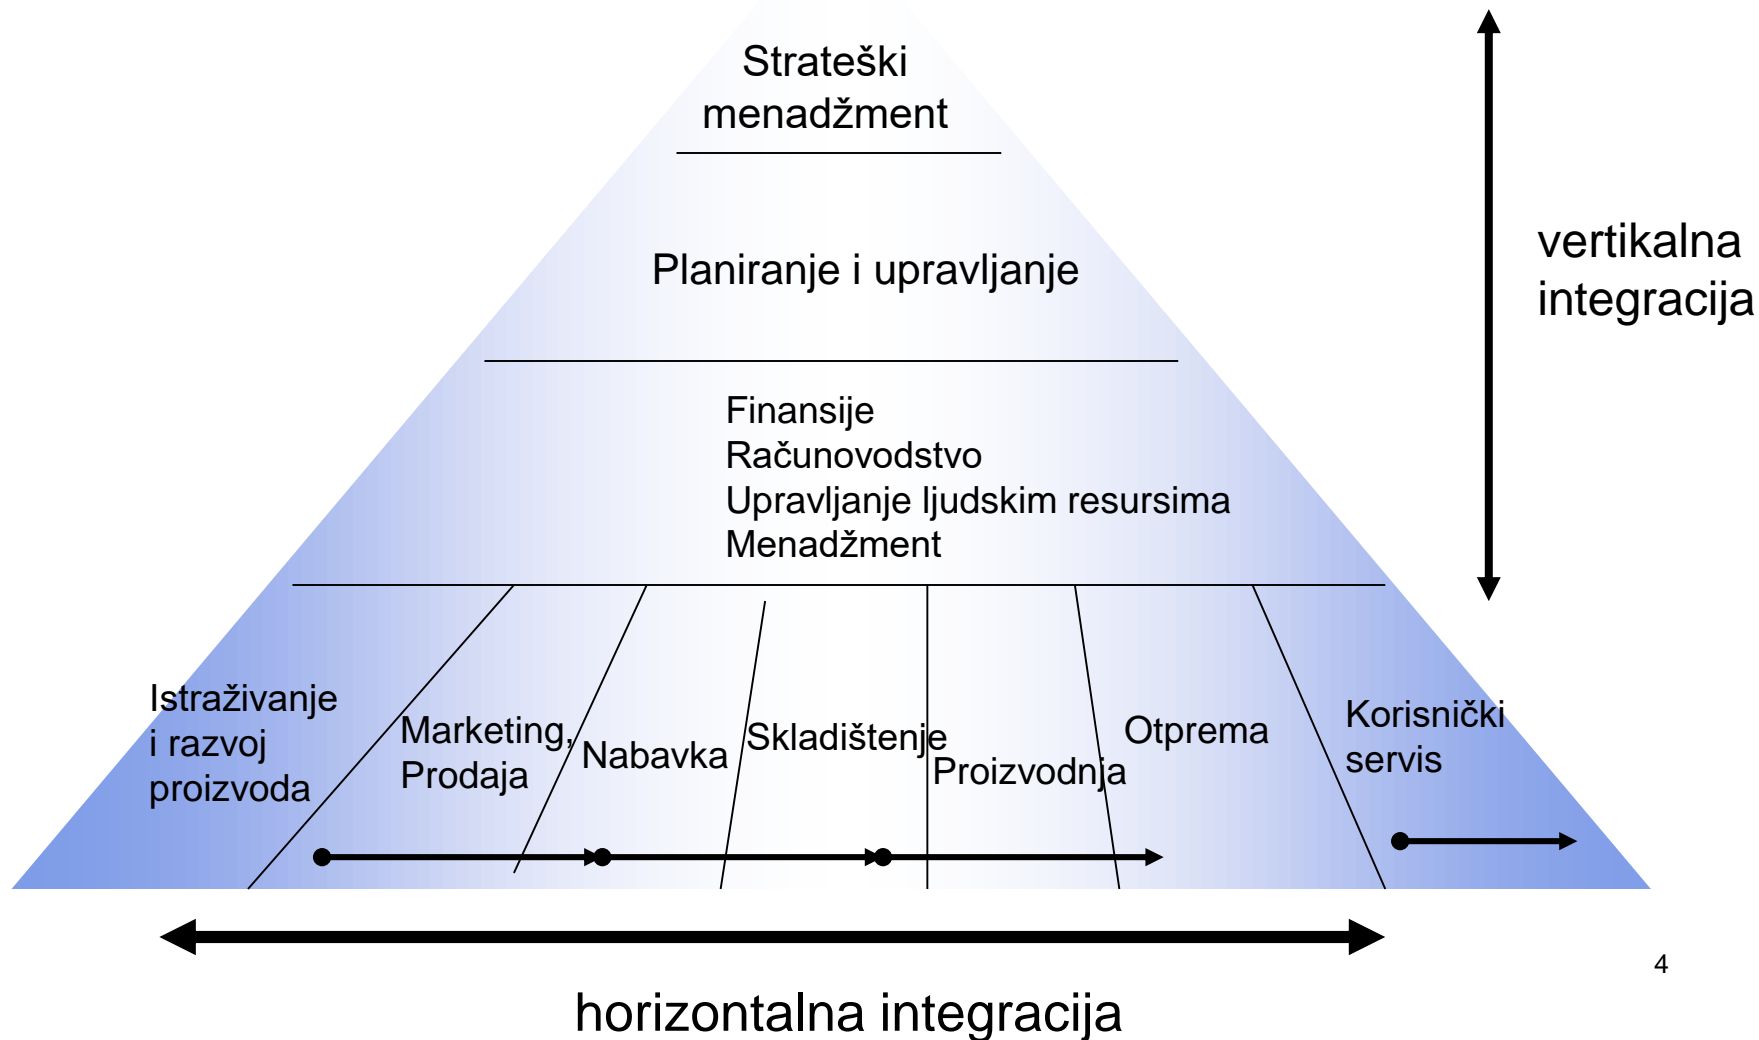 Strateški
menadžment
vertikalna
integracija
Planiranje i upravljanje
Finansije
Računovodstvo
Upravljanje ljudskim resursima
Menadžment
Istraživanje
i razvoj
proizvoda
Marketing,
Prodaja
Nabavka
Skladištenje
Proizvodnja
Otprema
Korisnički
servis
4
horizontalna integracija